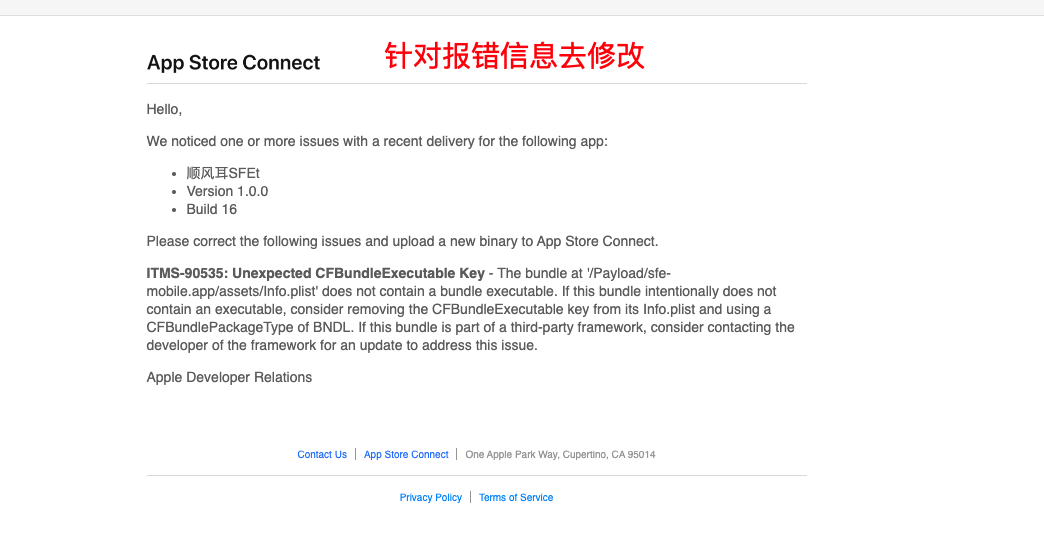 针对报错信息去修改
App Store Connect
Hello,
We noticed one or more issues with a recent delivery for the following app:
• 顺风耳SFEt
• Version 1.0.0
• Build 16
Please correct the following issues and upload a new binary to App Store Connect.
ITMS-90535: Unexpected CFBundleExecutable Key - The bundle at '/Payload/sfe-
mobile.app/assets/Info.plist' does not contain a bundle executable. If this bundle intentionally does not
contain an executable, consider removing the CFBundleExecutable key from its Info.plist and using a
CFBundlePackageType of BNDL. If this bundle is part of a third-party framework, consider contacting the
developer of the framework for an update to address this issue.
Apple Developer Relations
Contact Us | App Store Connect | One Apple Park Way, Cupertino, CA 95014
Privacy Policy | Terms of Service